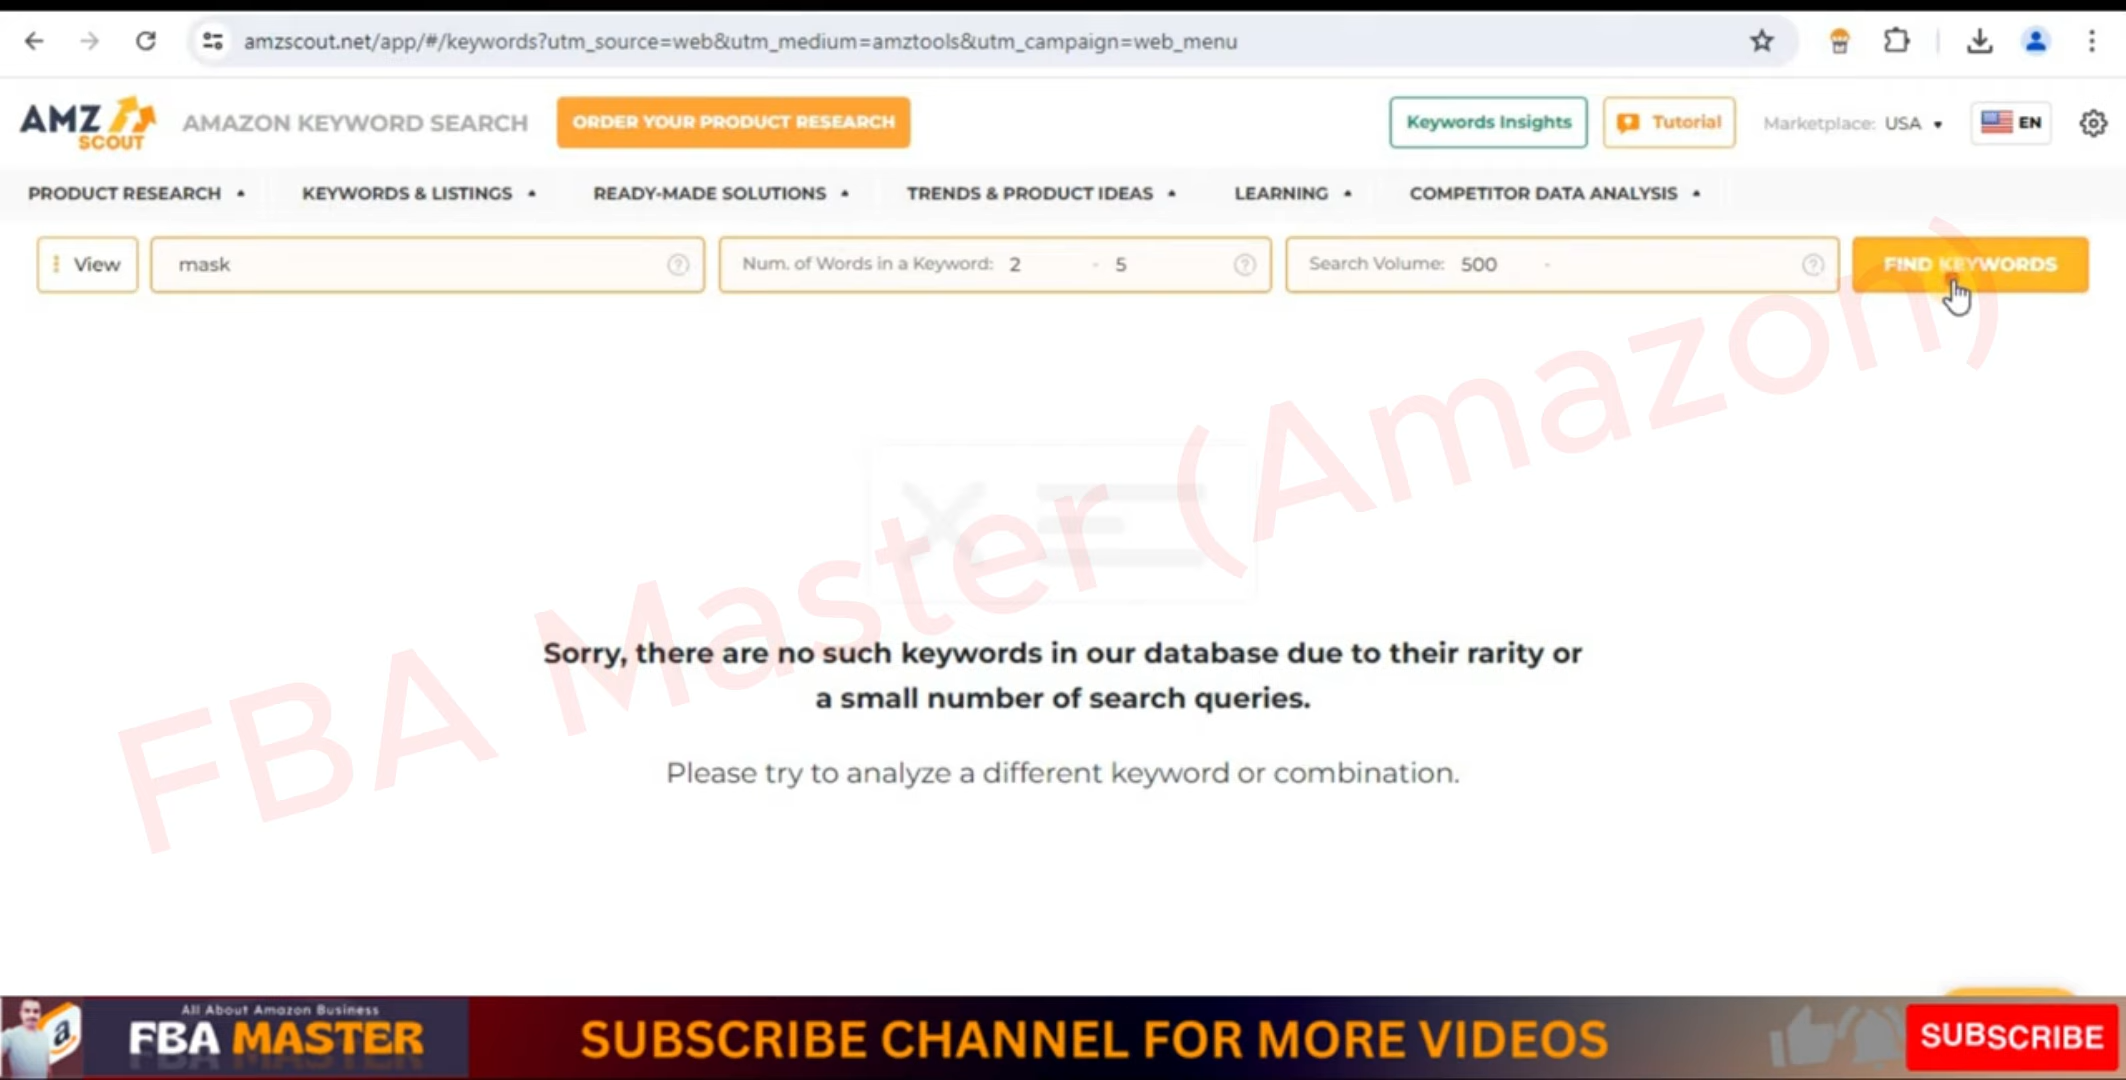 amzscout.net/app/#/keywords?utm_source=web&utm_medium=amztools&utm_campaign=web_menu
AMZ SCOUT
AMAZON KEYWORD SEARCH
ORDER YOUR PRODUCT RESEARCH
Keywords Insights
Tutorial
Marketplace: USA
EN
PRODUCT RESEARCH
KEYWORDS & LISTINGS
READY-MADE SOLUTIONS
TRENDS & PRODUCT IDEAS
LEARNING
COMPETITOR DATA ANALYSIS
View
mask
Num. of Words in a Keyword: 2 - 5
Search Volume: 500 -
FIND KEYWORDS
FBA Master (Amazon)
Sorry, there are no such keywords in our database due to their rarity or
a small number of search queries.
Please try to analyze a different keyword or combination.
All About Amazon Business
FBA MASTER
SUBSCRIBE CHANNEL FOR MORE VIDEOS
SUBSCRIBE